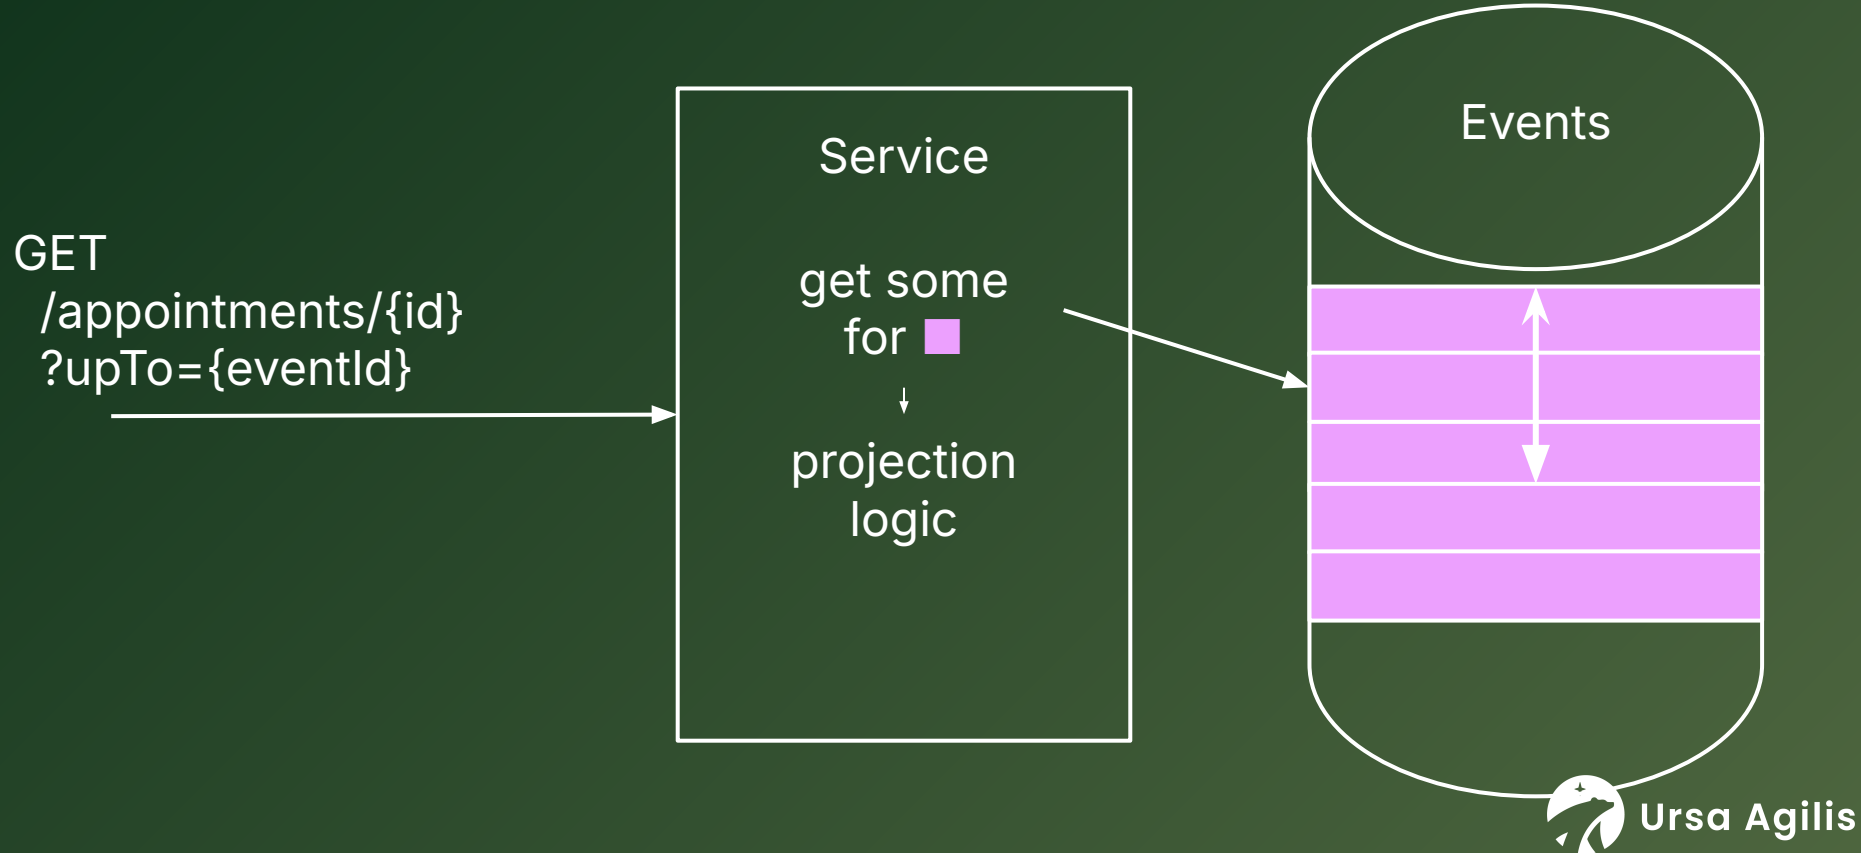 GET
/appointments/{id}
?upTo={eventId}
Service
get some
for
projection
logic
Events
Ursa Agilis